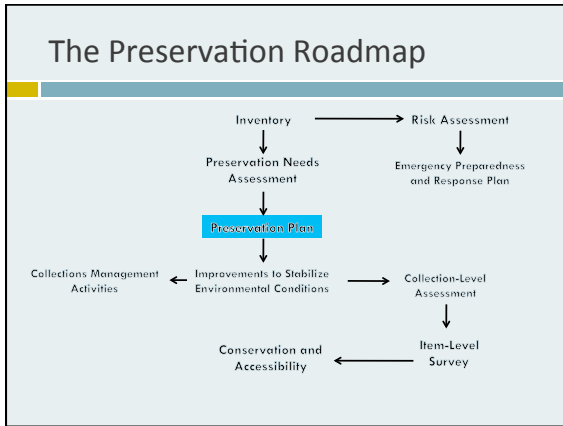 The Preservation Roadmap
Inventory
Risk Assessment
Preservation Needs
Assessment
Emergency Preparedness
and Response Plan
Preservation Plan
Collections Management
Activities
Improvements to Stabilize
Environmental Conditions
Collection-Level
Assessment
Item-Level
Survey
Conservation and
Accessibility